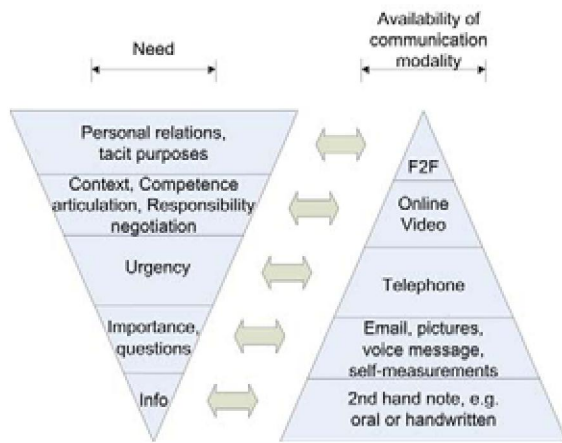 Need
Availability of
communication
modality
Personal relations,
tacit purposes
Context, Competence
articulation, Responsibility
negotiation
Urgency
Importance,
questions
Info
F2F
Online
Video
Telephone
Email, pictures,
voice message,
self-measurements
2nd hand note, e.g.
oral or handwritten